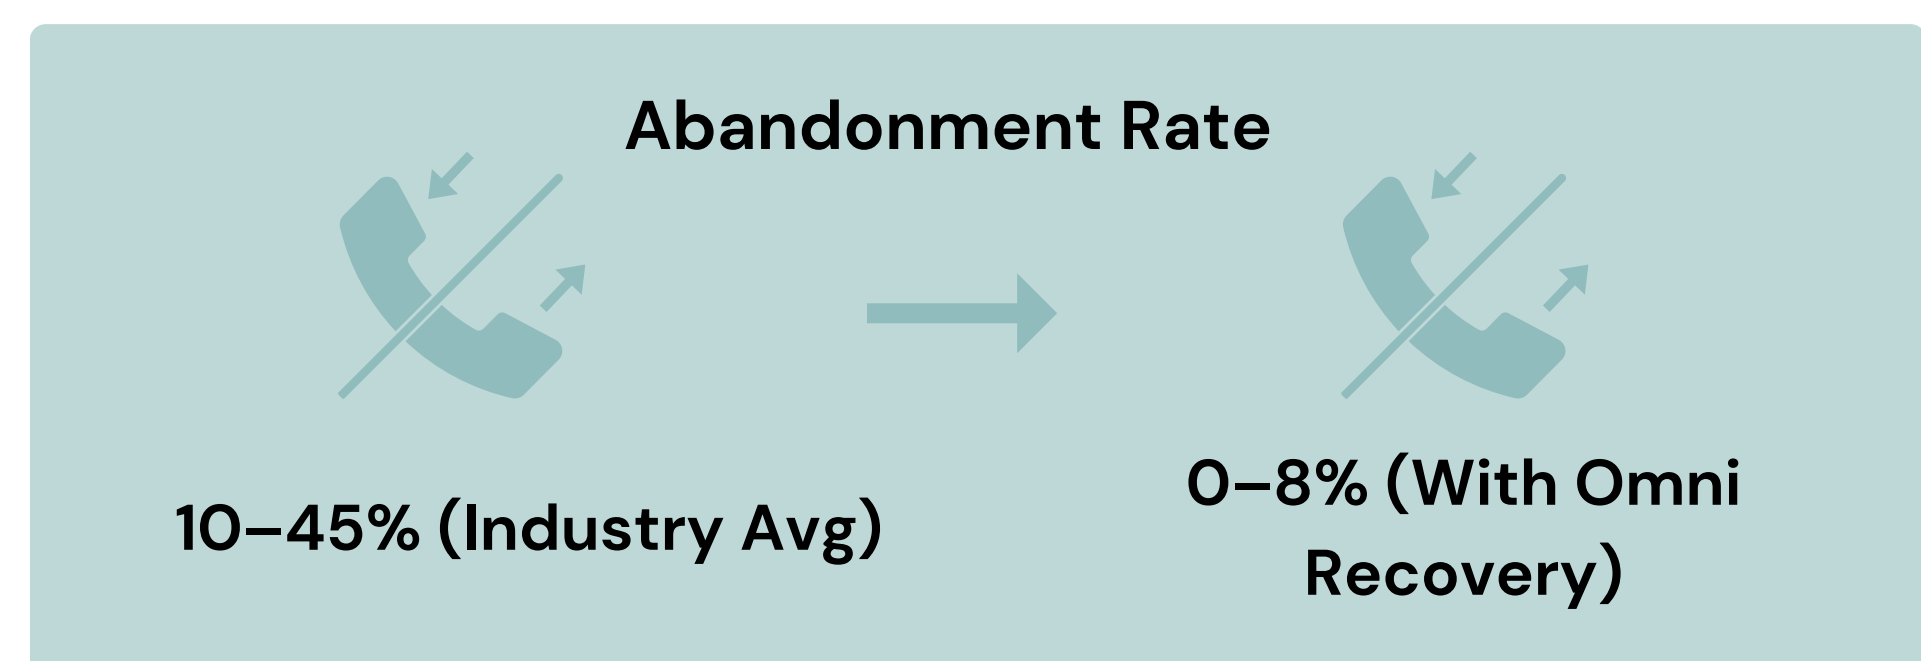 Abandonment Rate
10–45% (Industry Avg)
0–8% (With Omni
Recovery)